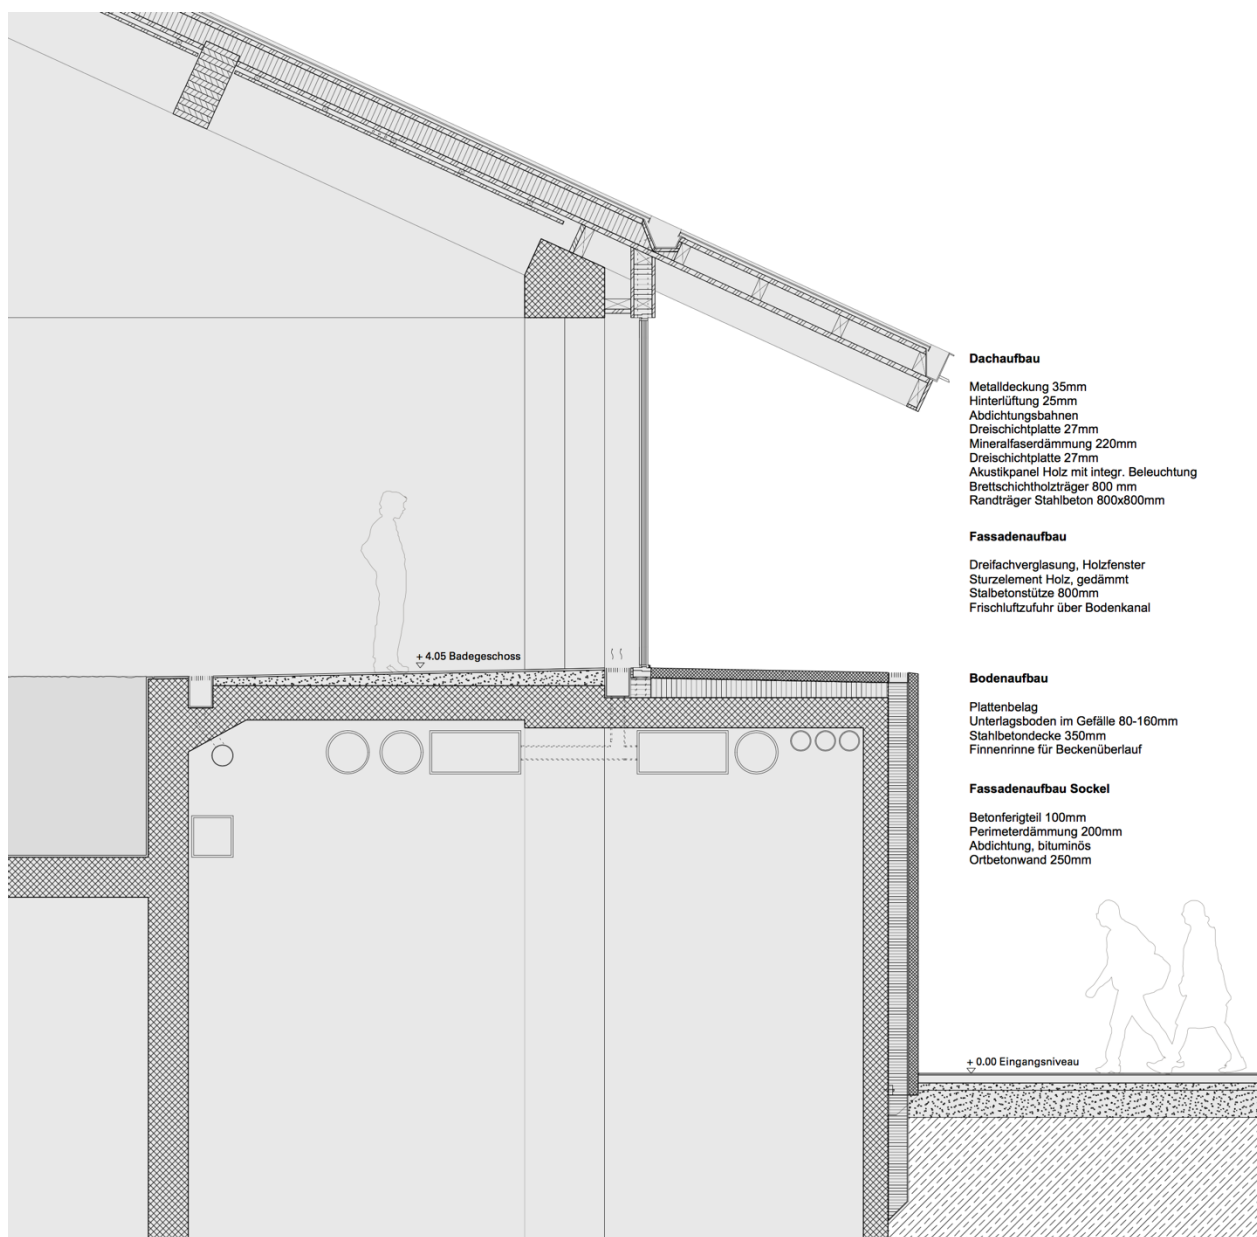 Dachaufbau
Metalldeckung 35mm
Hinterlüftung 25mm
Abdichtungsbahnen
Dreischichtplatte 27mm
Mineralfaserdämmung 220mm
Dreischichtplatte 27mm
Akustikpanel Holz mit integr. Beleuchtung
Brettschichtholzträger 800 mm
Randträger Stahlbeton 800x800mm
Fassadenaufbau
Dreifachverglasung, Holzfenster
Sturzelement Holz, gedämmt
Stalbetonstütze 800mm
Frischluftzufuhr über Bodenkanal
+ 4.05 Badegeschoss
Bodenaufbau
Plattenbelag
Unterlagsboden im Gefälle 80-160mm
Stahlbetondecke 350mm
Finnenrinne für Beckenüberlauf
Fassadenaufbau Sockel
Betonferigteil 100mm
Perimeterdämmung 200mm
Abdichtung, bituminös
Ortbetonwand 250mm
+ 0.00 Eingangsniveau